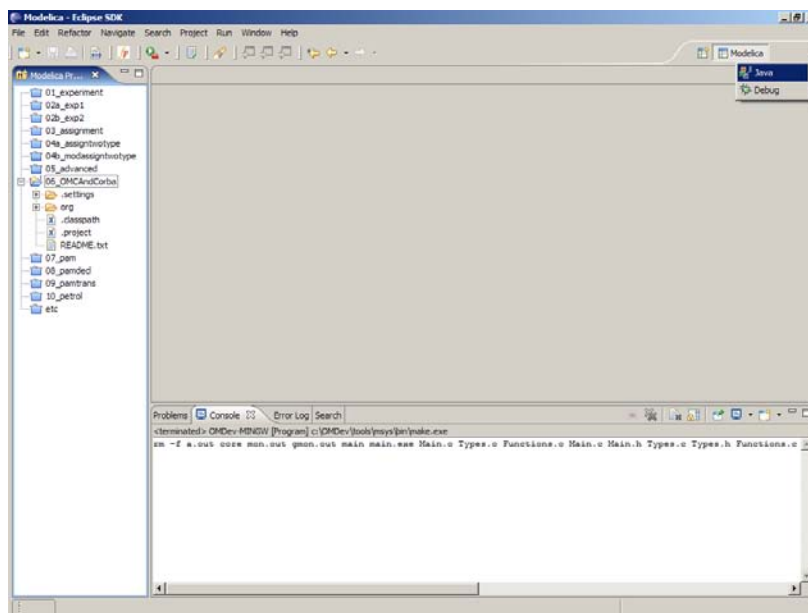 Modelica - Eclipse SDK
File Edit Refactor Navigate Search Project Run Window Help
Modelica
Java
Debug
Modelica Pr...
01_experment
02a_exp1
02b_exp2
03_assignment
04a_assigntwotype
04b_modassigntwotype
05_advanced
06_OMCAndCorba
.settings
org
.classpath
.project
README.txt
07_pam
08_pamded
09_pamtrans
10_petrol
etc
Problems Console Error Log Search
<terminated> OMDev-MINGW [Program] c:\OMDev\tools\msys\bin\make.exe
rm -f a.out core mon.out gmon.out main main.exe Main.o Types.o Functions.o Main.c Main.h Types.c Types.h Functions.c